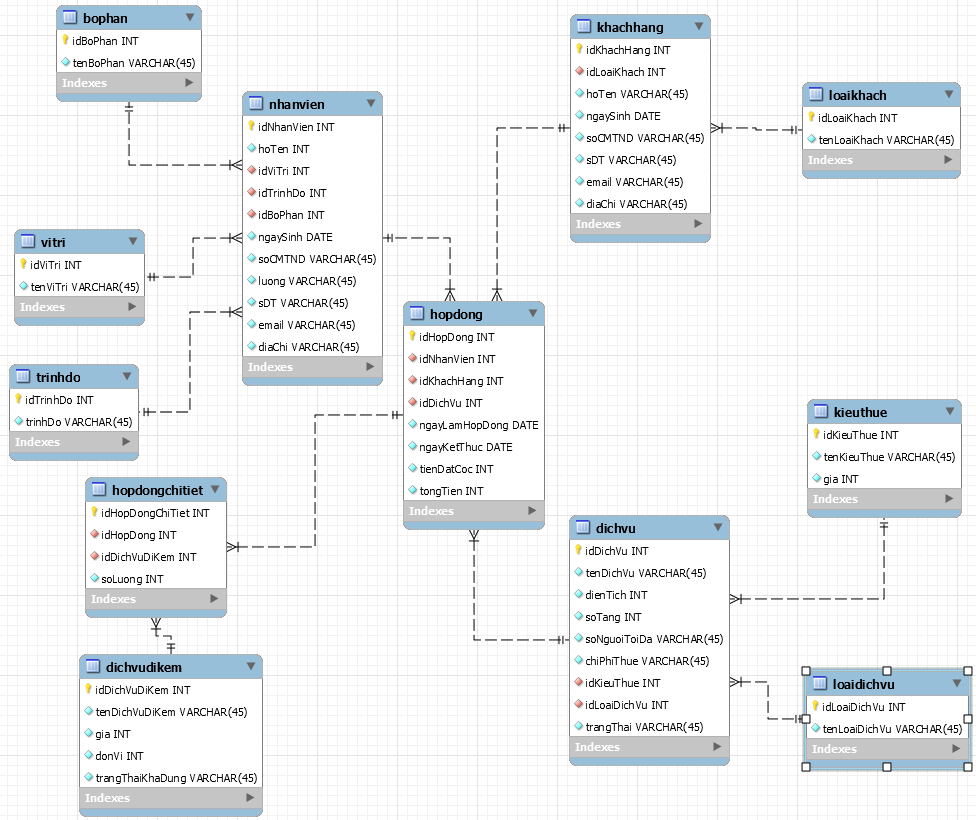 bophan
idBoPhan INT
tenBoPhan VARCHAR(45)
Indexes
nhanvien
idNhanVien INT
hoTen INT
idViTri INT
idTrinhDo INT
idBoPhan INT
ngaySinh DATE
soCMTND VARCHAR(45)
luong VARCHAR(45)
sDT VARCHAR(45)
email VARCHAR(45)
diaChi VARCHAR(45)
Indexes
khachhang
idKhachHang INT
idLoaiKhach INT
hoTen VARCHAR(45)
ngaySinh DATE
soCMTND VARCHAR(45)
sDT VARCHAR(45)
email VARCHAR(45)
diaChi VARCHAR(45)
Indexes
loaikhach
idLoaiKhach INT
tenLoaiKhach VARCHAR(45)
Indexes
vitri
idViTri INT
tenViTri VARCHAR(45)
Indexes
trinhdo
idTrinhDo INT
trinhDo VARCHAR(45)
Indexes
hopdong
idHopDong INT
idNhanVien INT
idKhachHang INT
idDichVu INT
ngayLamHopDong DATE
ngayKetThuc DATE
tienDatCoc INT
tongTien INT
Indexes
kieuthue
idKieuThue INT
tenKieuThue VARCHAR(45)
gia INT
Indexes
hopdongchitiet
idHopDongChiTiet INT
idHopDong INT
idDichVuDiKem INT
soLuong INT
Indexes
dichvu
idDichVu INT
tenDichVu VARCHAR(45)
dienTich INT
soTang INT
soNguoiToiDa VARCHAR(45)
chiPhiThue VARCHAR(45)
idKieuThue INT
idLoaiDichVu INT
trangThai VARCHAR(45)
Indexes
dichvudikem
idDichVuDiKem INT
tenDichVuDiKem VARCHAR(45)
gia INT
donVi INT
trangThaiKhaDung VARCHAR(45)
Indexes
loaidichvu
idLoaiDichVu INT
tenLoaiDichVu VARCHAR(45)
Indexes